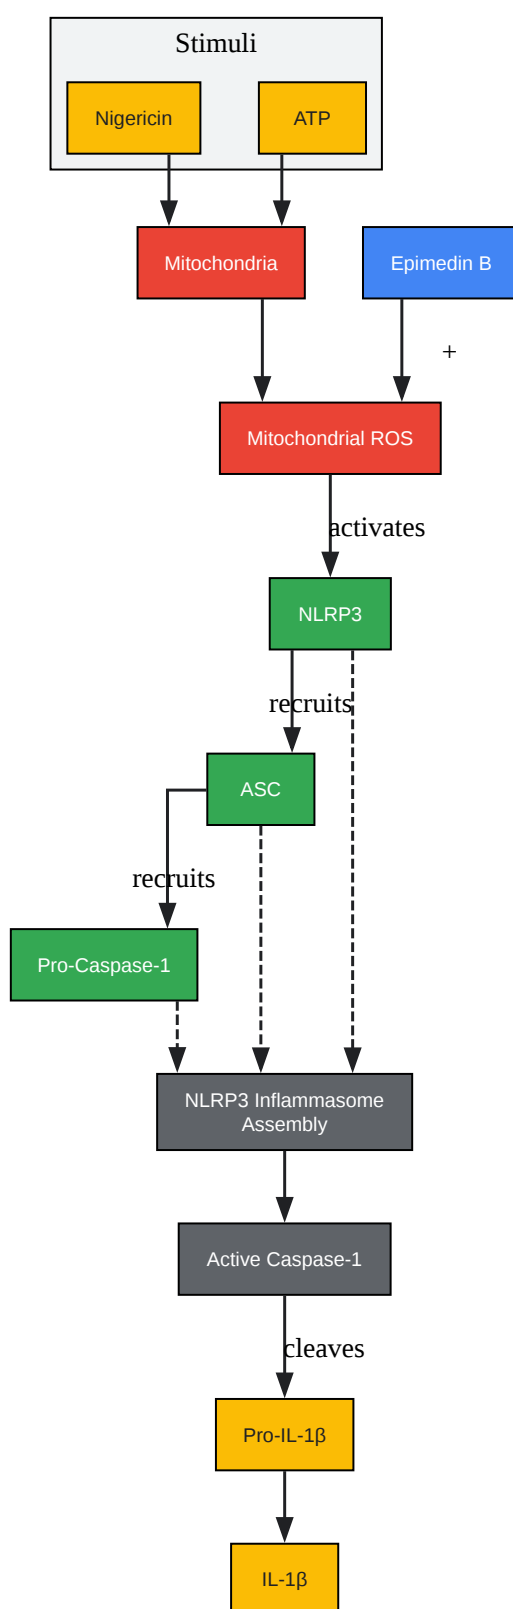 Stimuli
Nigericin
ATP
Mitochondria
Epimedin B
+
Mitochondrial ROS
activates
NLRP3
recruits
ASC
recruits
Pro-Caspase-1
NLRP3 Inflammasome
Assembly
Active Caspase-1
cleaves
Pro-IL-1β
IL-1β